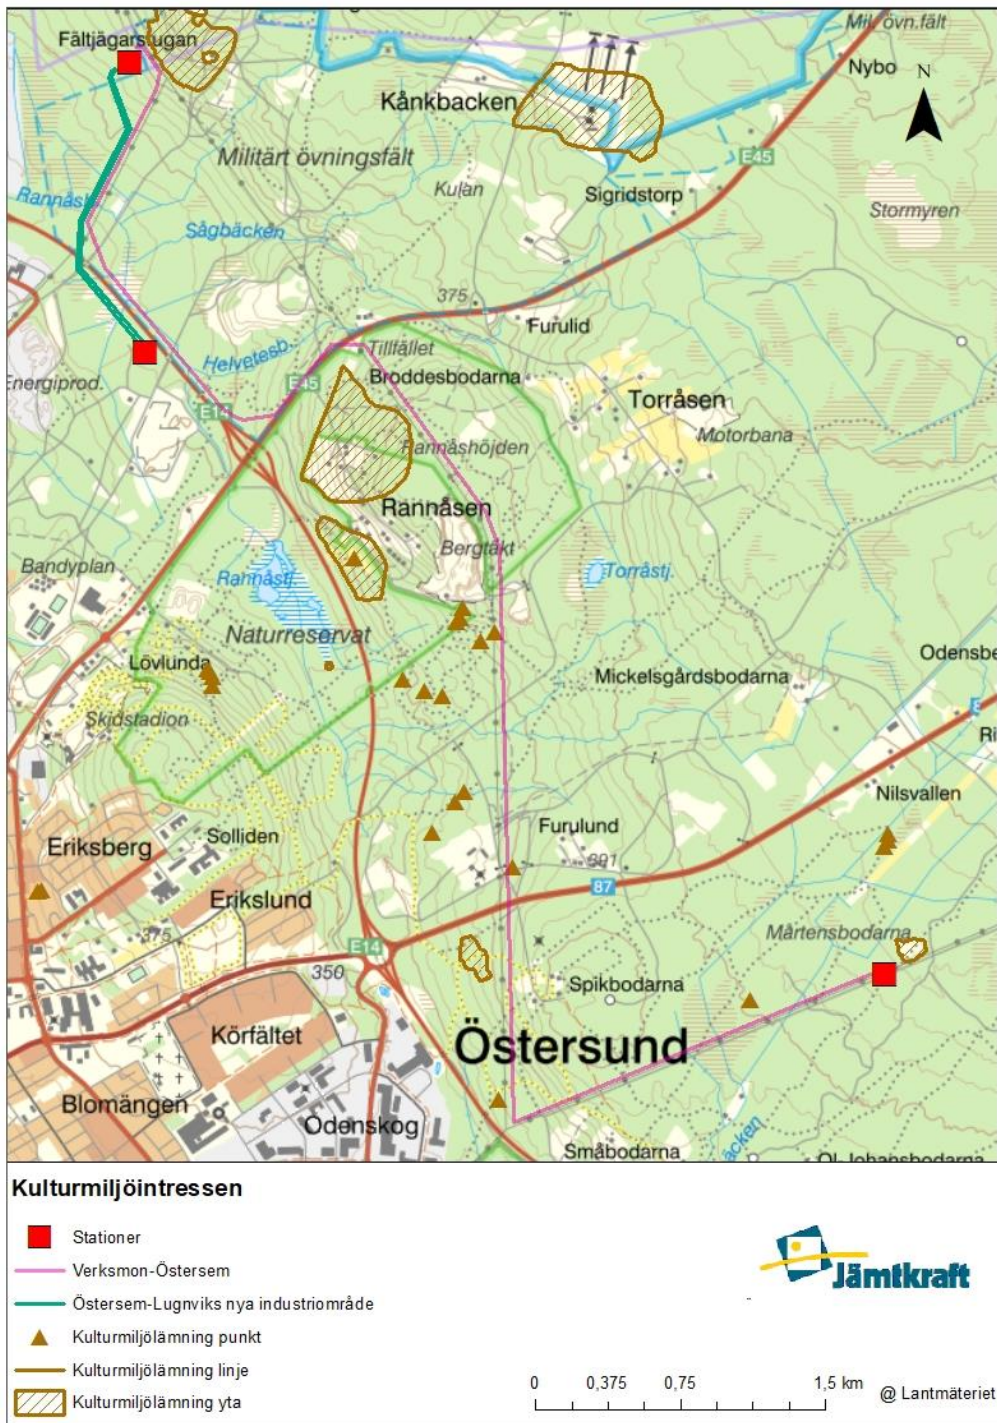 Mil. övn.fält
Fältjägarstugan
Nybo
N
Kånkbacken
E45
Militärt övningsfält
Kulan
Sigridstorp
Stormyren
Sågbäcken
375
Furulid
Tillfället
Helvetesb.
Broddesbodarna
E45
Torråsen
E14
Rannåshöjden
Motorbana
Rannåsen
Bergtäkt
Bandyplan
Rannåstj.
Torråstj.
Naturreservat
Lövlunda
Mickelsgårdsbodarna
Skidstadion
Nilsvallen
Furulund
Solliden
Eriksberg
391
87
Erikslund
375
E14
Mårtensbodarna
350
Spikbodarna
Körfältet
Östersund
Blomängen
Odenskog
Småbodarna
Kulturmiljöintressen
Stationer
Verksmon-Östersem
Östersem-Lugnviks nya industriområde
Kulturmiljölämning punkt
Kulturmiljölämning linje
Kulturmiljölämning yta
Jämtkraft
0 0,375 0,75 1,5 km
@ Lantmäteriet